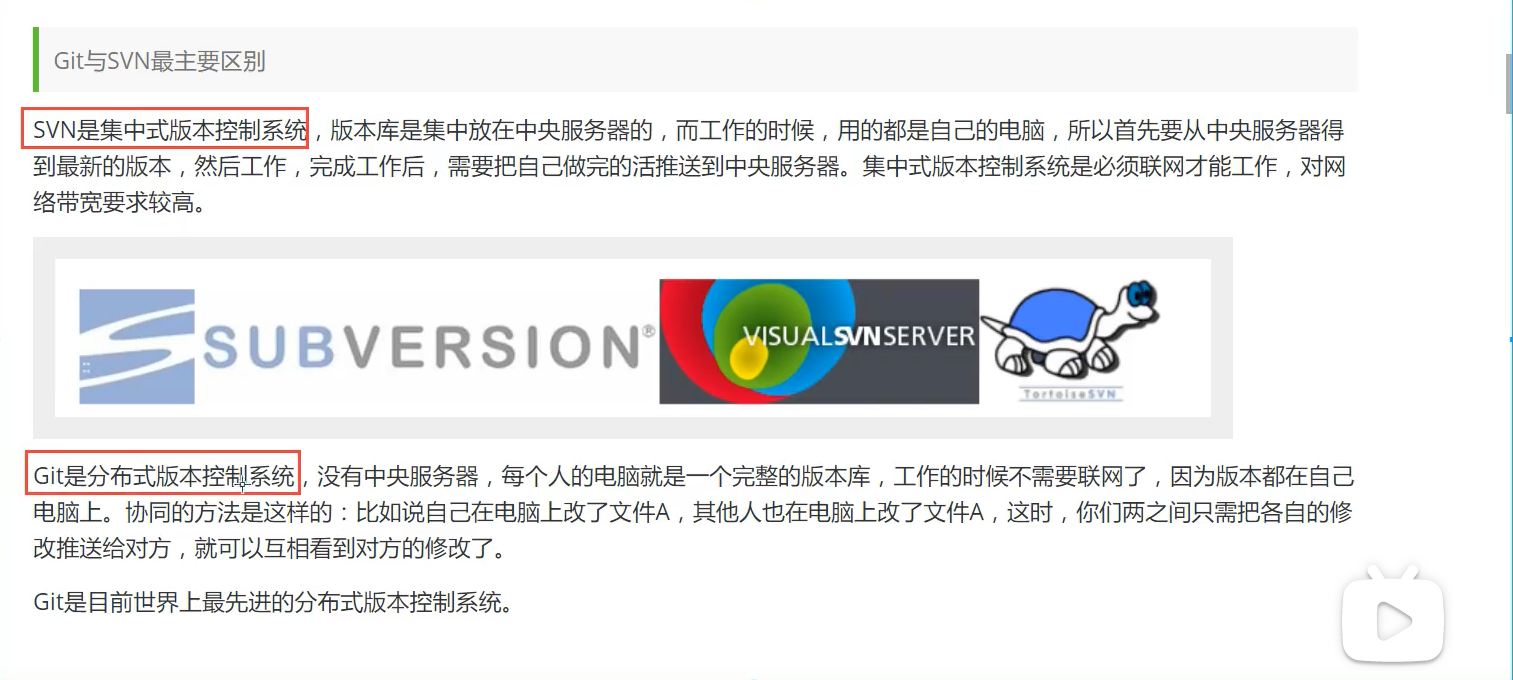 Git与SVN最主要区别
SVN是集中式版本控制系统，版本库是集中放在中央服务器的，而工作的时候，用的都是自己的电脑，所以首先要从中央服务器得
到最新的版本，然后工作，完成工作后，需要把自己做完的活推送到中央服务器。集中式版本控制系统是必须联网才能工作，对网
络带宽要求较高。
SUBVERSION®
VISUALSVNSERVER
TortoiseSVN
Git是分布式版本控制系统，没有中央服务器，每个人的电脑就是一个完整的版本库，工作的时候不需要联网了，因为版本都在自己
电脑上。协同的方法是这样的：比如说自己在电脑上改了文件A，其他人也在电脑上改了文件A，这时，你们两之间只需把各自的修
改推送给对方，就可以互相看到对方的修改了。
Git是目前世界上最先进的分布式版本控制系统。